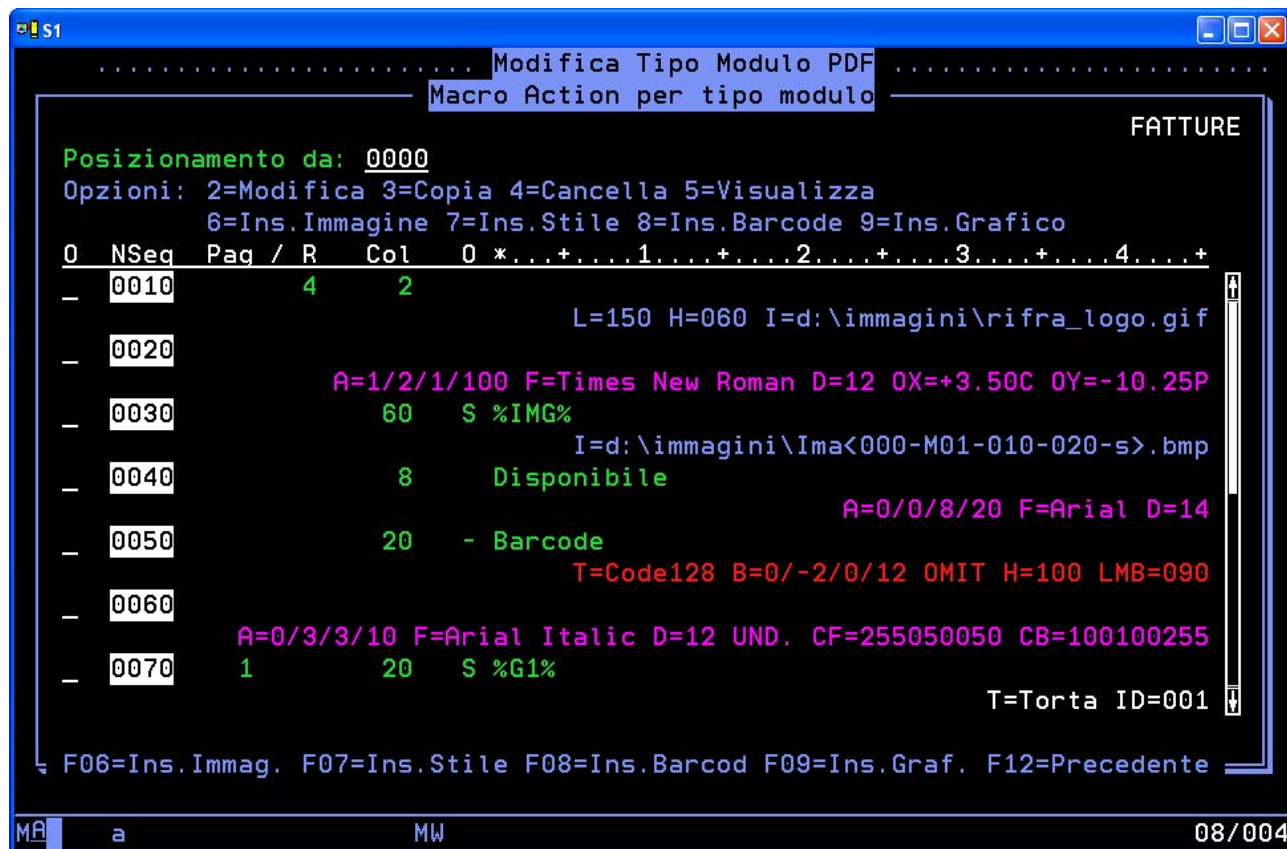 S1
........................ Modifica Tipo Modulo PDF ........................
Macro Action per tipo modulo
FATTURE
Posizionamento da: 0000
Opzioni: 2=Modifica 3=Copia 4=Cancella 5=Visualizza
6=Ins.Immagine 7=Ins.Stile 8=Ins.Barcode 9=Ins.Grafico
O NSeq Pag / R Col O *...+....1....+....2....+....3....+....4....+
_ 0010 4 2
L=150 H=060 I=d:\immagini\rifra_logo.gif
_ 0020
A=1/2/1/100 F=Times New Roman D=12 OX=+3.50C OY=-10.25P
_ 0030 60 S %IMG%
I=d:\immagini\Ima<000-M01-010-020-s>.bmp
_ 0040 8 Disponibile
A=0/0/8/20 F=Arial D=14
_ 0050 20 - Barcode
T=Code128 B=0/-2/0/12 OMIT H=100 LMB=090
_ 0060
A=0/3/3/10 F=Arial Italic D=12 UND. CF=255050050 CB=100100255
_ 0070 1 20 S %G1%
T=Torta ID=001
F06=Ins.Immag. F07=Ins.Stile F08=Ins.Barcod F09=Ins.Graf. F12=Precedente
MA a MW 08/004